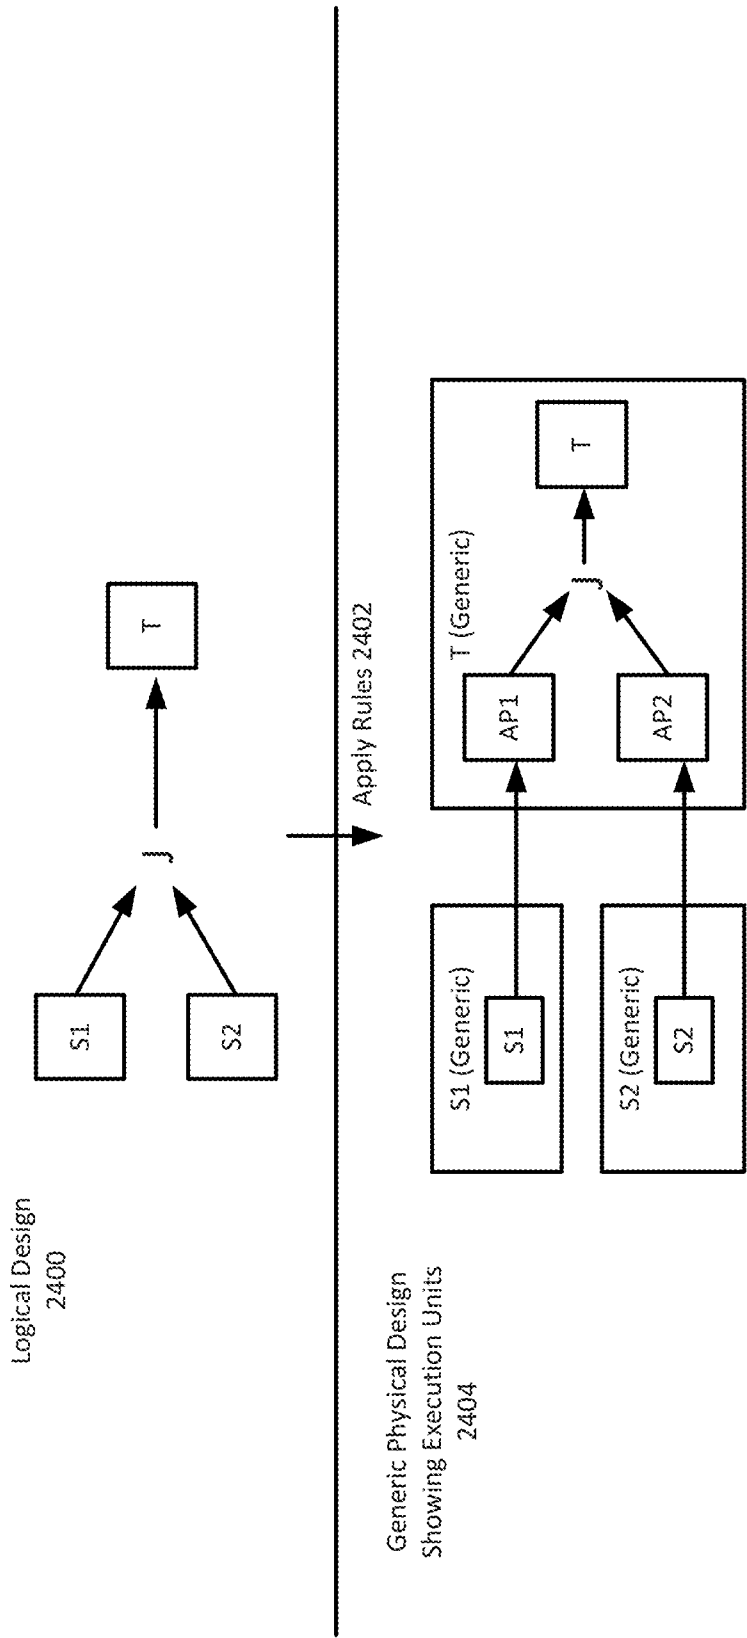 Logical Design
2400
S1
S2
J
T
Apply Rules 2402
Generic Physical Design
Showing Execution Units
2404
S1 (Generic)
S1
S2 (Generic)
S2
T (Generic)
AP1
AP2
J
T